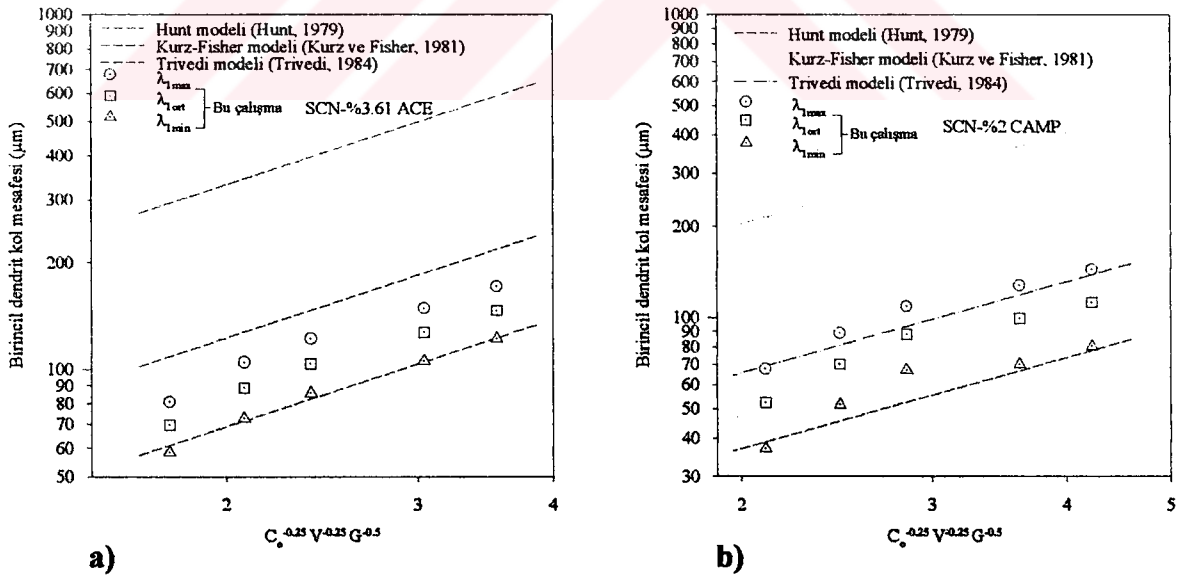 1000
900
800
700
600
500
400
300
200
100
90
80
70
60
50
Birincil dendrit kol mesafesi (μm)
Hunt modeli (Hunt, 1979)
Kurz-Fisher modeli (Kurz ve Fisher, 1981)
Trivedi modeli (Trivedi, 1984)
λ1max
λ1ort
λ1min
Bu çalışma
SCN-%3.61 ACE
2
3
4
C₀^-0.25 V^-0.25 G^-0.5
a)
1000
900
800
700
600
500
400
300
200
100
90
80
70
60
50
40
30
Birincil dendrit kol mesafesi (μm)
Hunt modeli (Hunt, 1979)
Kurz-Fisher modeli (Kurz ve Fisher, 1981)
Trivedi modeli (Trivedi, 1984)
λ1max
λ1ort
λ1min
Bu çalışma
SCN-%2 CAMP
2
3
4
5
C₀^-0.25 V^-0.25 G^-0.5
b)